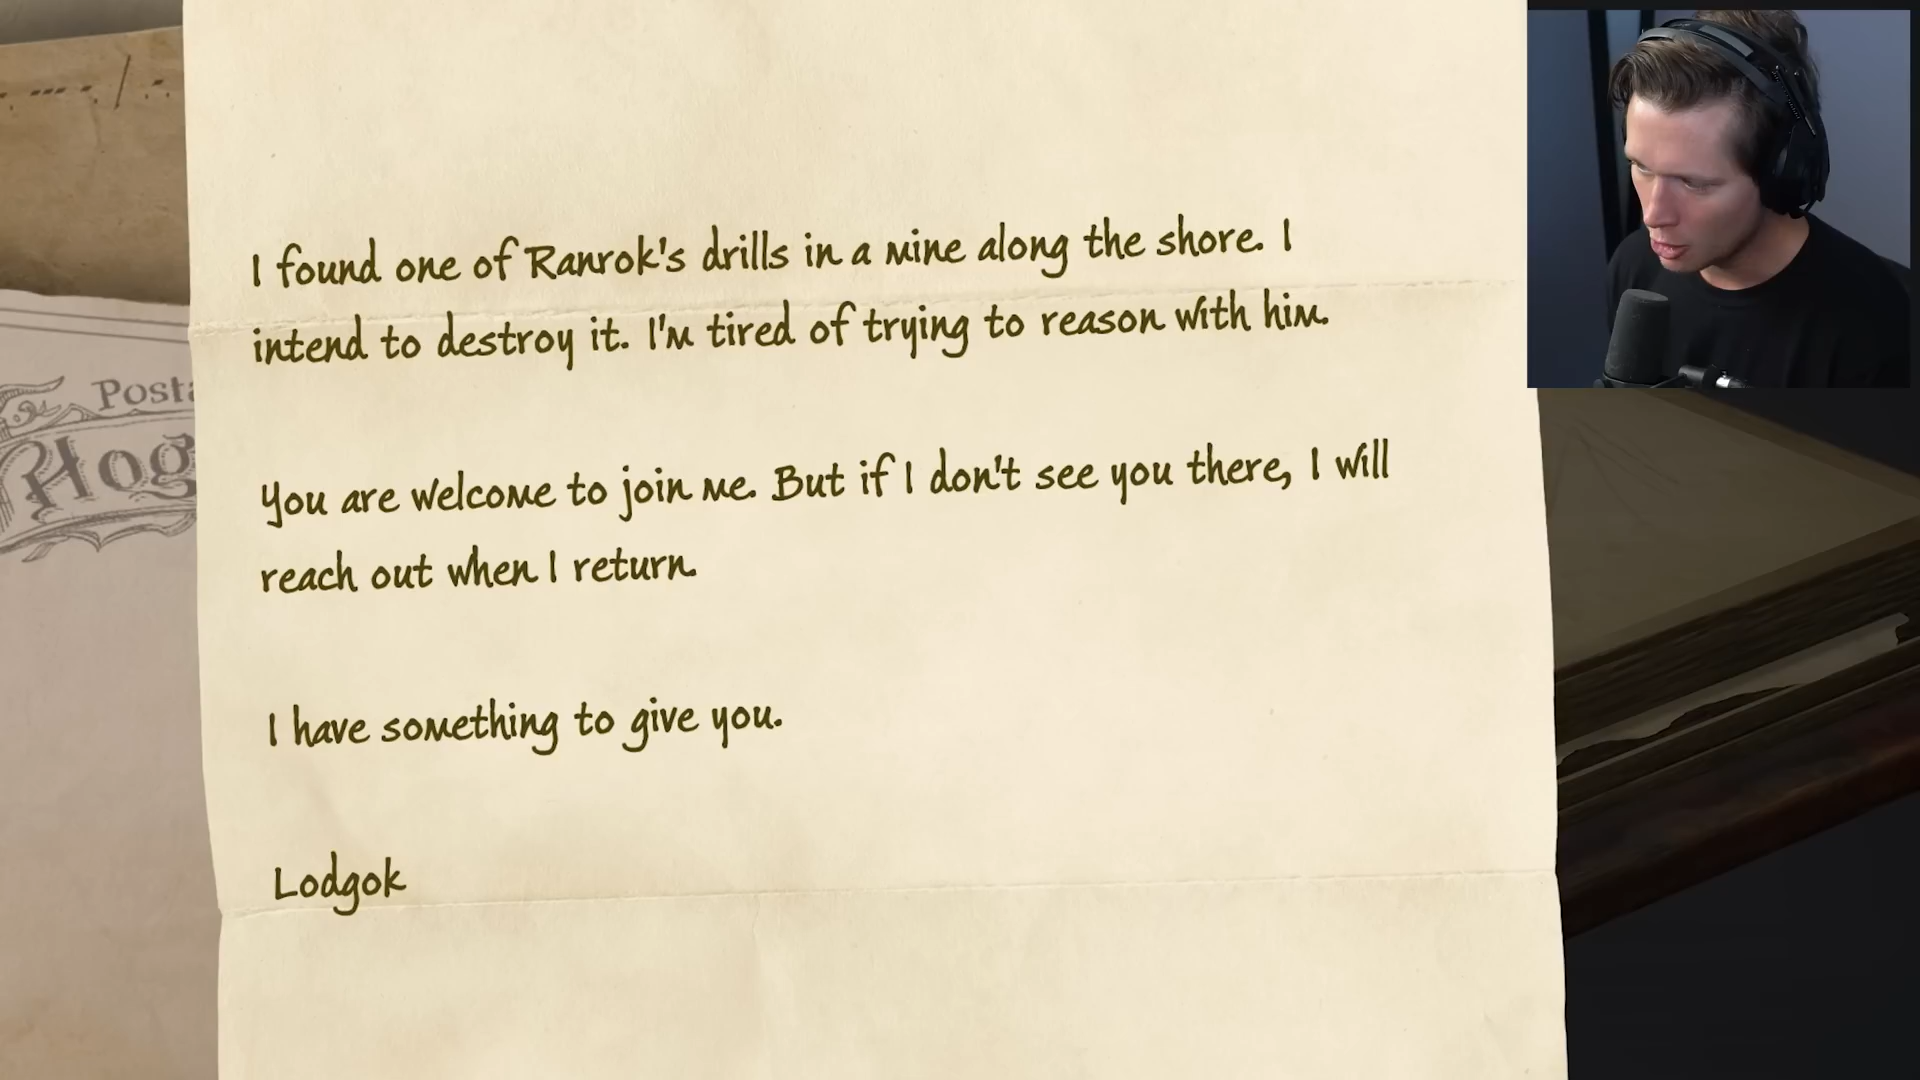 I found one of Ranrok's drills in a mine along the shore. I
intend to destroy it. I'm tired of trying to reason with him.
You are welcome to join me. But if I don't see you there, I will
reach out when I return.
I have something to give you.
Lodgok